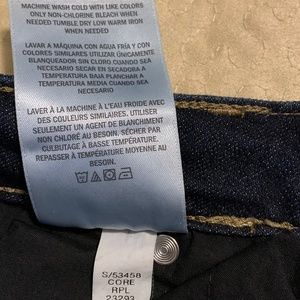 MACHINE WASH COLD WITH LIKE COLORS
ONLY NON-CHLORINE BLEACH WHEN
NEEDED TUMBLE DRY LOW WARM IRON
WHEN NEEDED
LAVAR A MÁQUINA CON AGUA FRÍA Y CON
COLORES SIMILARES. USAR ÚNICAMENTE
BLANQUEADOR SIN CLORO CUANDO SEA
NECESARIO SECAR EN SECADORA A
TEMPERATURA BAJA PLANCHAR A
TEMPERATURA MEDIA CUANDO SEA
NECESARIO.
LAVER À LA MACHINE À L'EAU FROIDE AVEC
DES COULEURS SIMILAIRES. UTILISER
SEULEMENT UN AGENT DE BLANCHIMENT
NON CHLORÉ AU BESOIN. SÉCHER PAR
CULBUTAGE À BASSE TEMPÉRATURE.
REPASSER À TEMPÉRATURE MOYENNE AU
BESOIN.
S/53458
CORE
RPL
23293